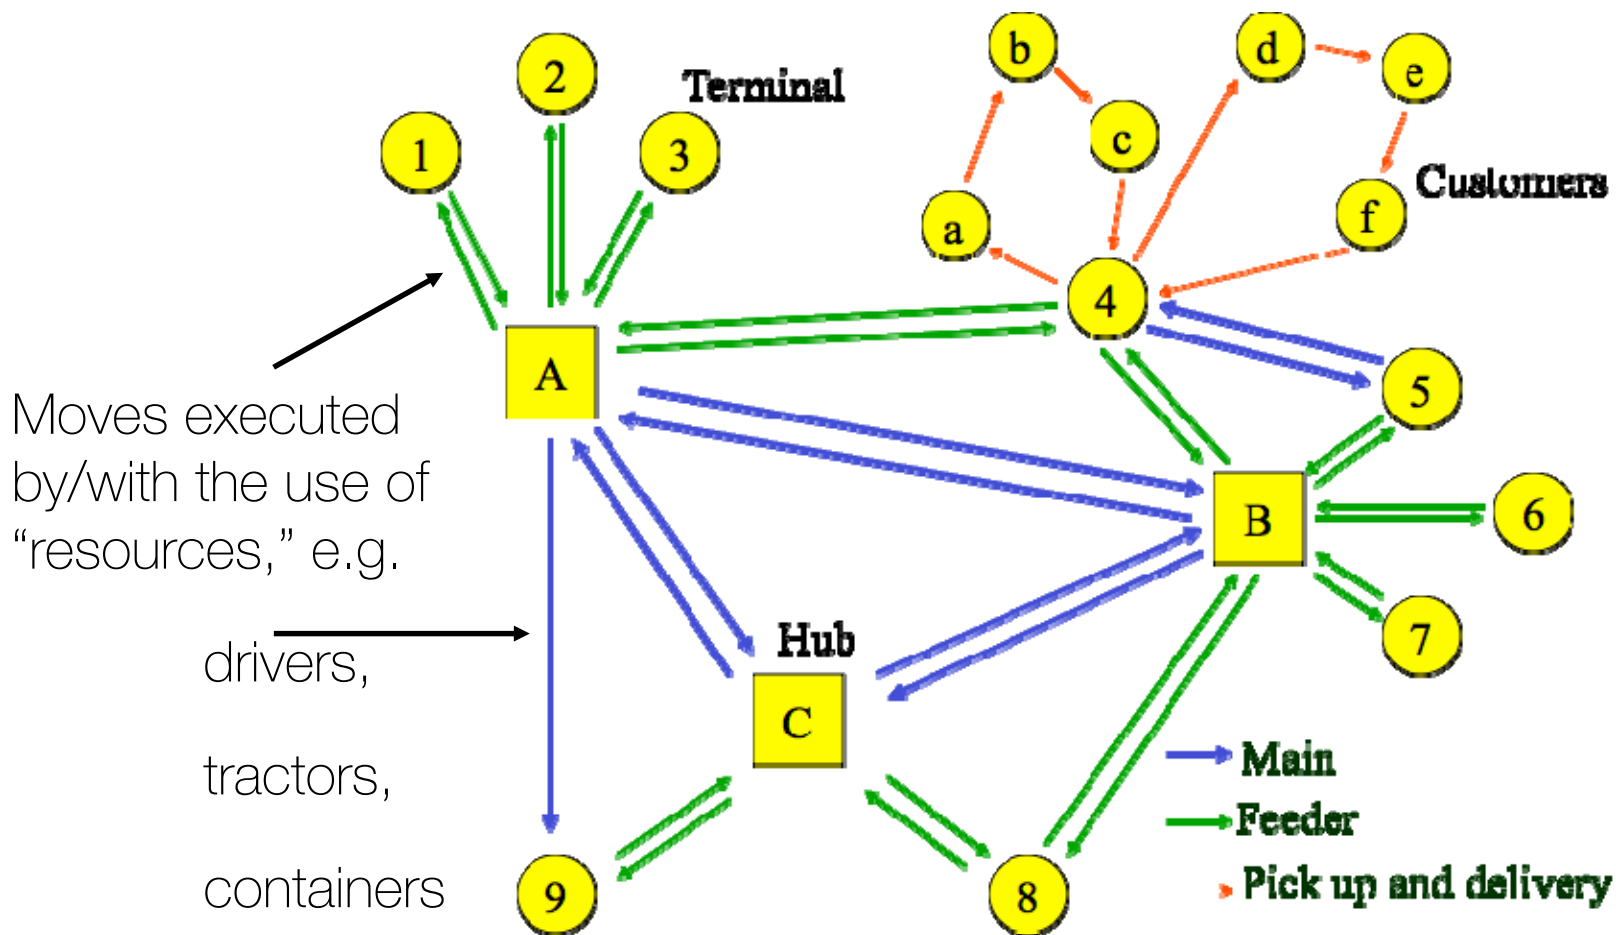 b
d
e
2
Terminal
1
3
c
Customers
a
f
4
A
5
Moves executed
by/with the use of
“resources,” e.g.
B
6
drivers,
Hub
7
C
tractors,
Main
Feeder
containers
9
8
Pick up and delivery